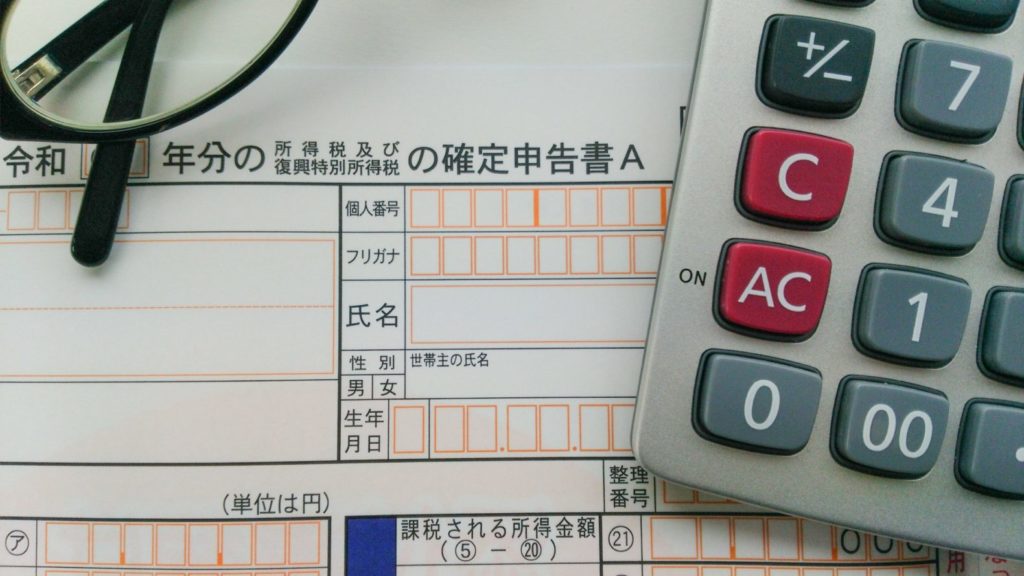 令和 年分の 所得税及び
復興特別所得税 の確定申告書A
個人番号
フリガナ
氏名
性別
男 女
世帯主の氏名
生年
月日
整理
番号
(単位は円)
ア
課税される所得金額
(⑤-⑳)
㉑
000
用
+/−
7
C
4
ON
AC
1
0
00
.